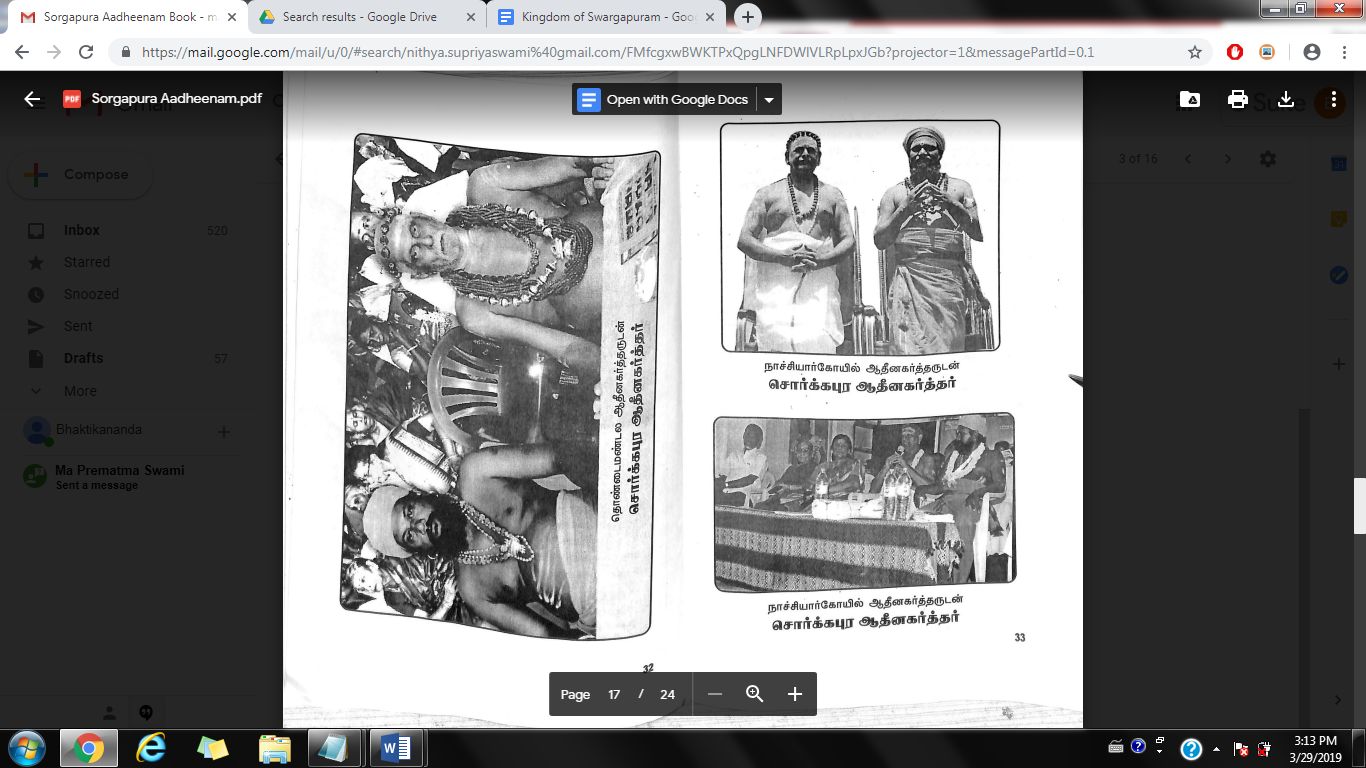 Sorgapura Aadheenam Book - m
Search results - Google Drive
Kingdom of Swargapuram - Goo
https://mail.google.com/mail/u/0/#search/nithya.supriyaswami%40gmail.com/FMfcgxwBWKTPxQpgLNFDWlVLRpLpxJGb?projector=1&messagePartId=0.1
PDF Sorgapura Aadheenam.pdf
Open with Google Docs
Compose
3 of 16
Inbox 520
Starred
Snoozed
Sent
Drafts 57
More
Bhaktikananda
Ma Prematma Swami
Sent a message
தொண்டைமண்டல ஆதீனகர்த்தருடன்
சொர்க்கபுர ஆதீனகர்த்தர்
32
நாச்சியார்கோயில் ஆதீனகர்த்தருடன்
சொர்க்கபுர ஆதீனகர்த்தர்
நாச்சியார்கோயில் ஆதீனகர்த்தருடன்
சொர்க்கபுர ஆதீனகர்த்தர்
33
Page 17 / 24
3:13 PM
3/29/2019